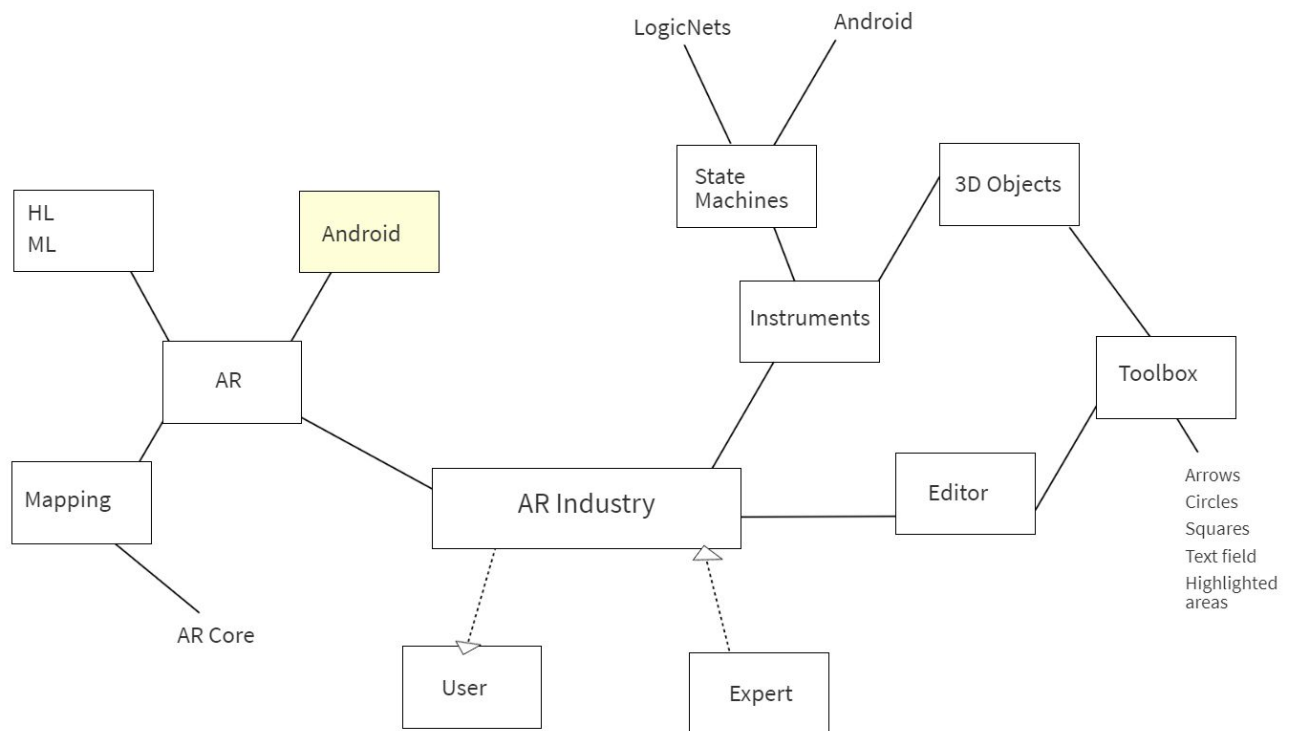 LogicNets
Android
State
Machines
3D Objects
HL
ML
Android
Instruments
AR
Toolbox
Mapping
AR Industry
Editor
Arrows
Circles
Squares
Text field
Highlighted
areas
AR Core
User
Expert